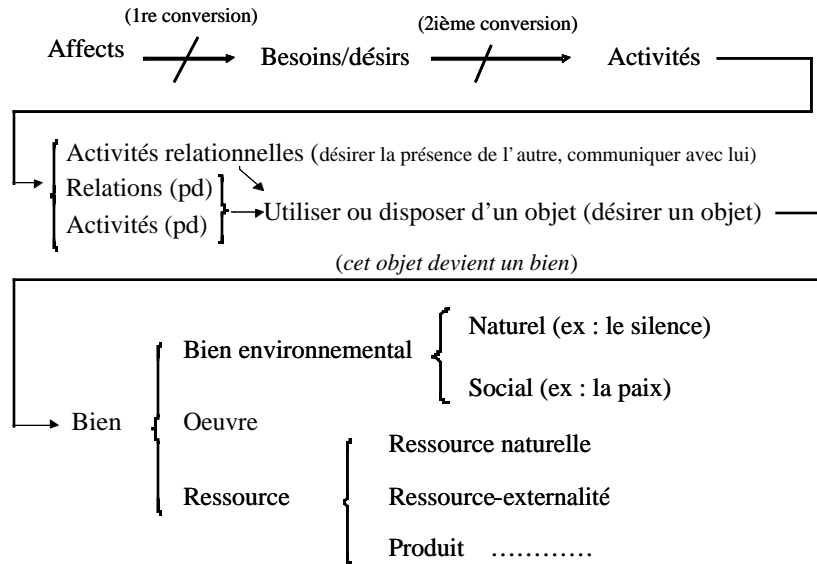 (1re conversion) (2ième conversion)
Affects Besoins/désirs Activités
Activités relationnelles (désirer la présence de l'autre, communiquer avec lui)
Relations (pd)
Utiliser ou disposer d'un objet (désirer un objet)
Activités (pd)
(cet objet devient un bien)
Naturel (ex : le silence)
Bien environnemental
Social (ex : la paix)
Bien Oeuvre
Ressource naturelle
Ressource Ressource-externalité
Produit …………